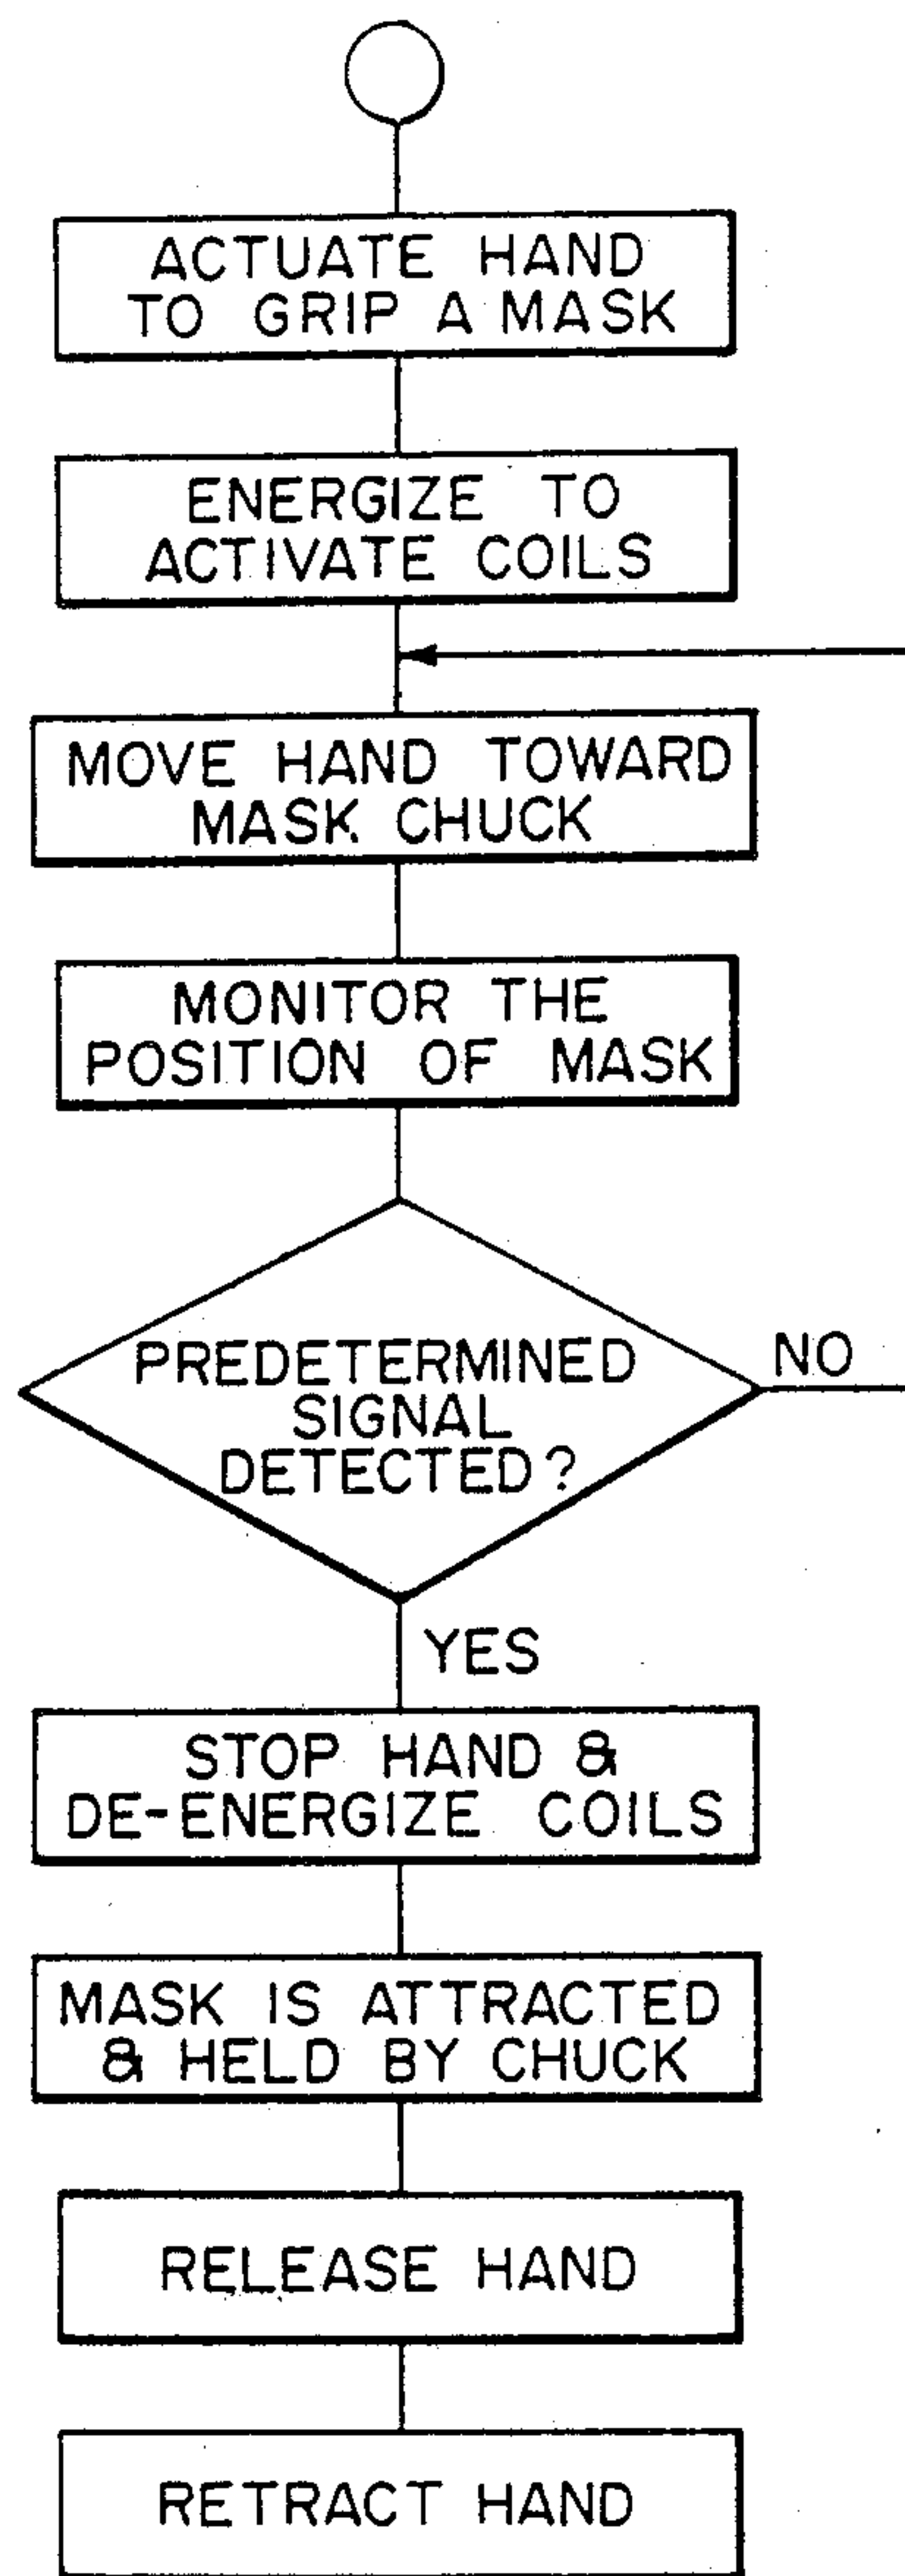 ACTUATE HAND
TO GRIP A MASK
ENERGIZE TO
ACTIVATE COILS
MOVE HAND TOWARD
MASK CHUCK
MONITOR THE
POSITION OF MASK
PREDETERMINED
SIGNAL
DETECTED?
NO
YES
STOP HAND &
DE-ENERGIZE COILS
MASK IS ATTRACTED
& HELD BY CHUCK
RELEASE HAND
RETRACT HAND